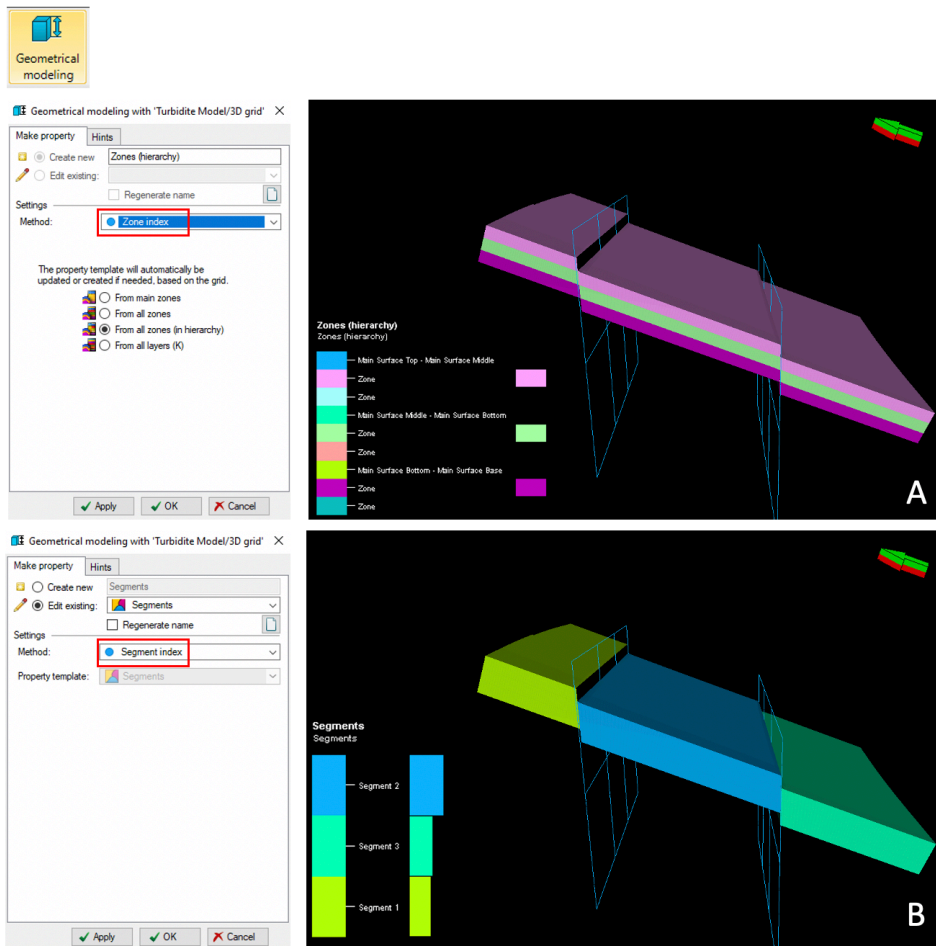 Geometrical
modeling
Geometrical modeling with 'Turbidite Model/3D grid'
Make property
Hints
Create new
Zones (hierarchy)
Edit existing:
Regenerate name
Settings
Method:
Zone index
The property template will automatically be
updated or created if needed, based on the grid.
From main zones
From all zones
From all zones (in hierarchy)
From all layers (K)
Apply
OK
Cancel
Zones (hierarchy)
Zones (hierarchy)
Main Surface Top - Main Surface Middle
Zone
Zone
Main Surface Middle - Main Surface Bottom
Zone
Zone
Main Surface Bottom - Main Surface Base
Zone
Zone
A
Geometrical modeling with 'Turbidite Model/3D grid'
Make property
Hints
Create new
Segments
Edit existing:
Segments
Regenerate name
Settings
Method:
Segment index
Property template:
Segments
Apply
OK
Cancel
Segments
Segments
Segment 2
Segment 3
Segment 1
B